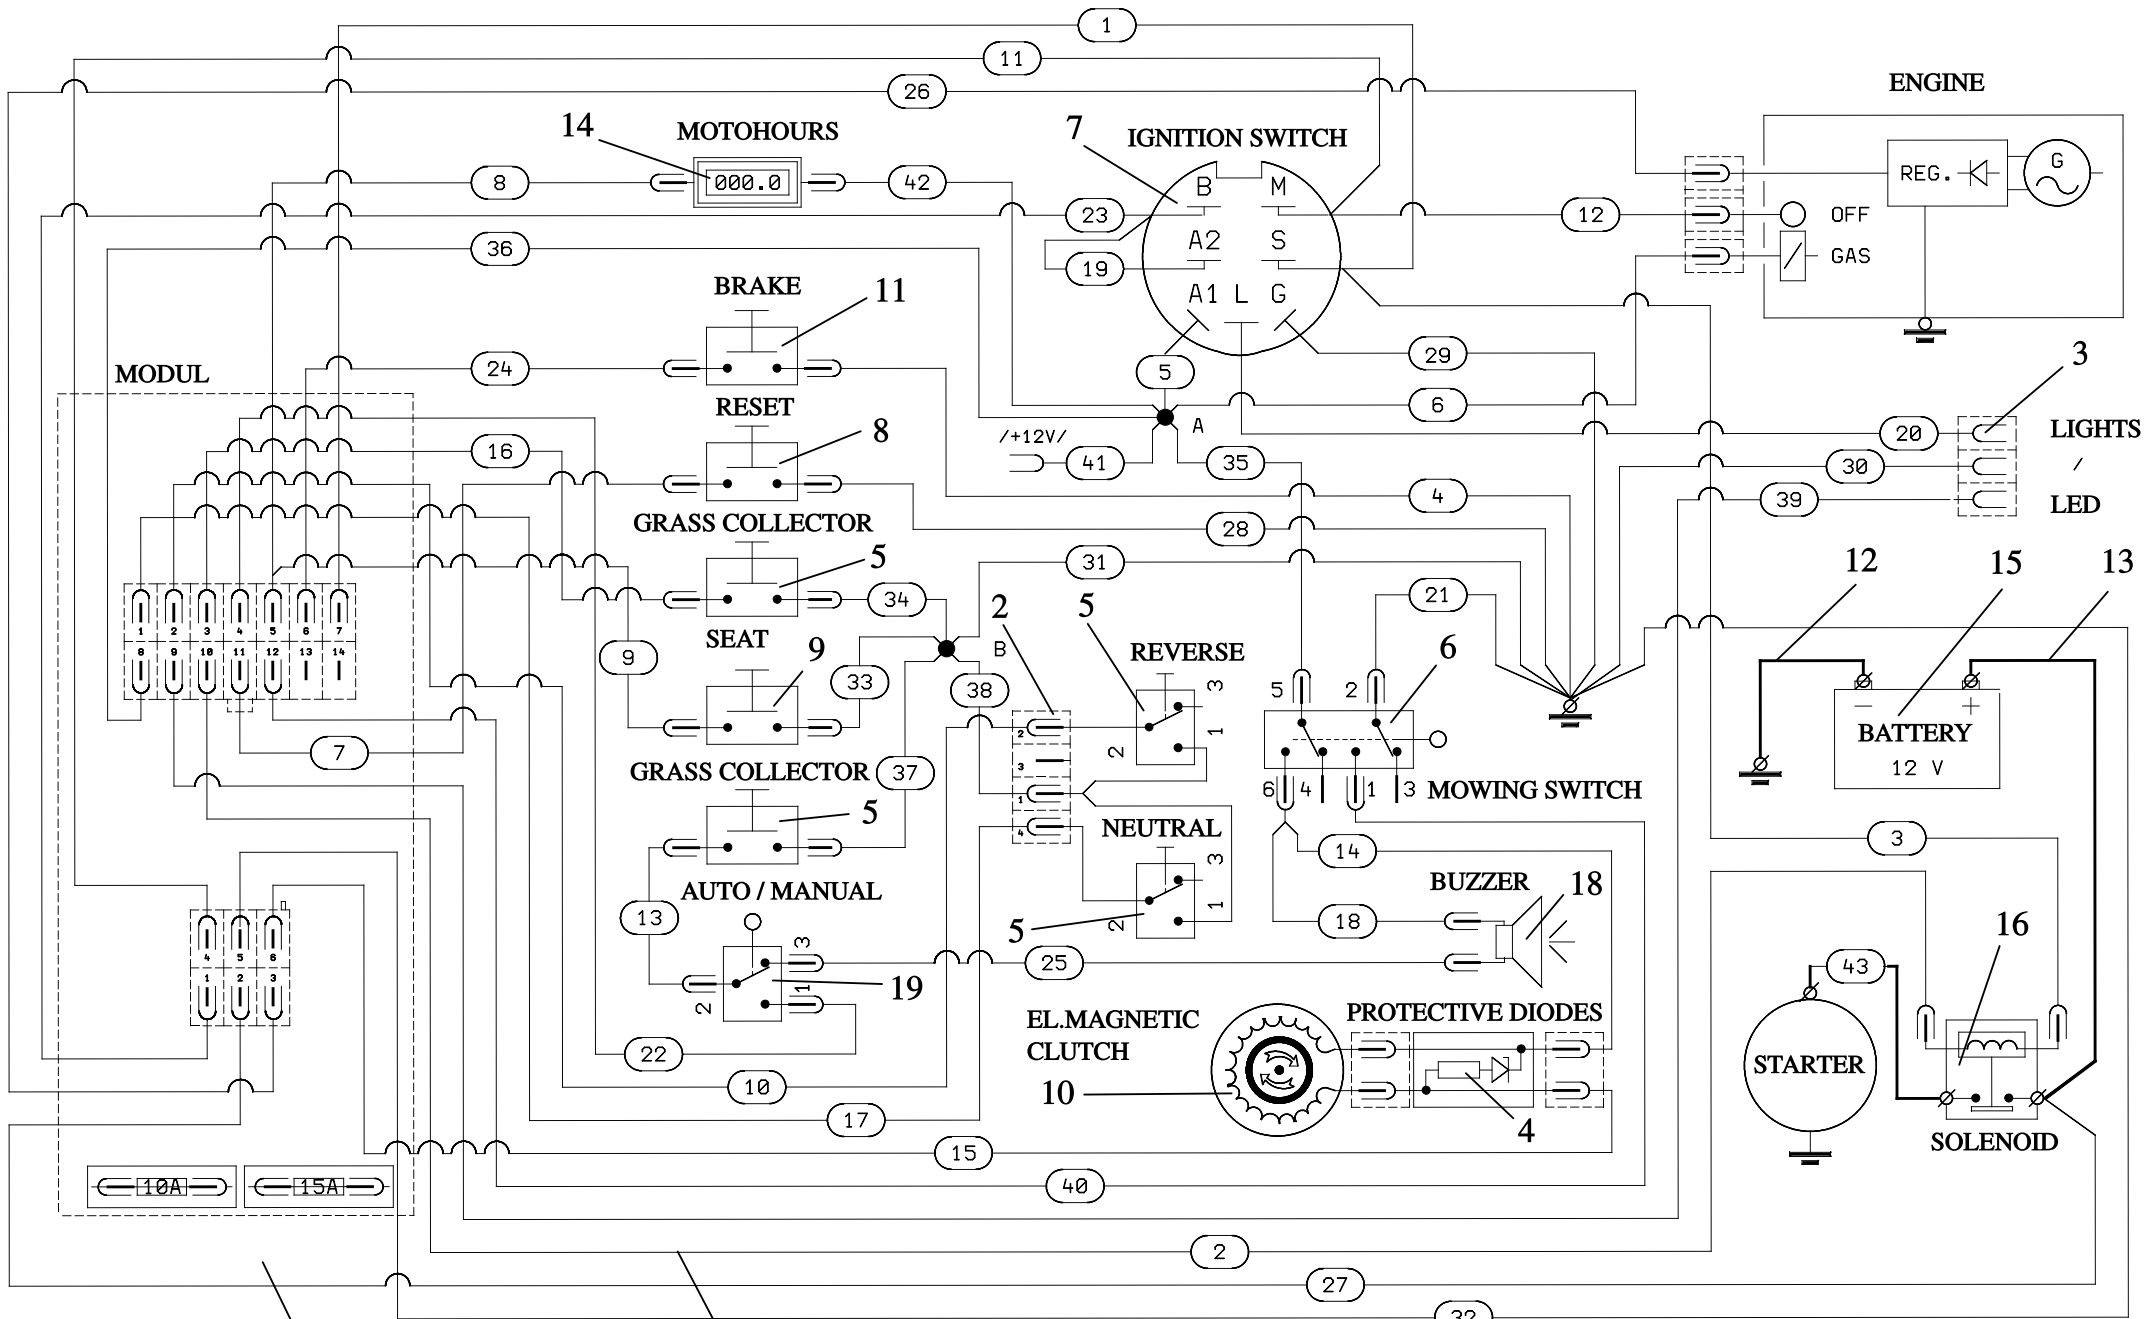 1
11
26
ENGINE
14
MOTOHOURS
7
IGNITION SWITCH
8
000.0
42
B
M
REG.
G
23
12
OFF
36
A2
S
19
GAS
BRAKE
11
A1
L
G
24
5
29
3
MODUL
RESET
6
8
A
20
LIGHTS
/+12V/
16
41
35
30
/
4
39
LED
GRASS COLLECTOR
28
5
31
12
15
13
34
2
5
21
1
2
3
4
5
6
7
SEAT
9
B
REVERSE
6
8
9
10
11
12
13
14
9
33
38
5
2
3
2
1
2
BATTERY
12 V
7
GRASS COLLECTOR
37
3
1
6
4
1
3
MOWING SWITCH
5
4
NEUTRAL
3
14
3
AUTO / MANUAL
BUZZER
18
13
1
2
5
18
16
3
4
5
6
25
43
1
2
3
2
1
19
EL.MAGNETIC
CLUTCH
PROTECTIVE DIODES
22
STARTER
10
10
17
4
SOLENOID
15
10A
15A
40
2
27
32